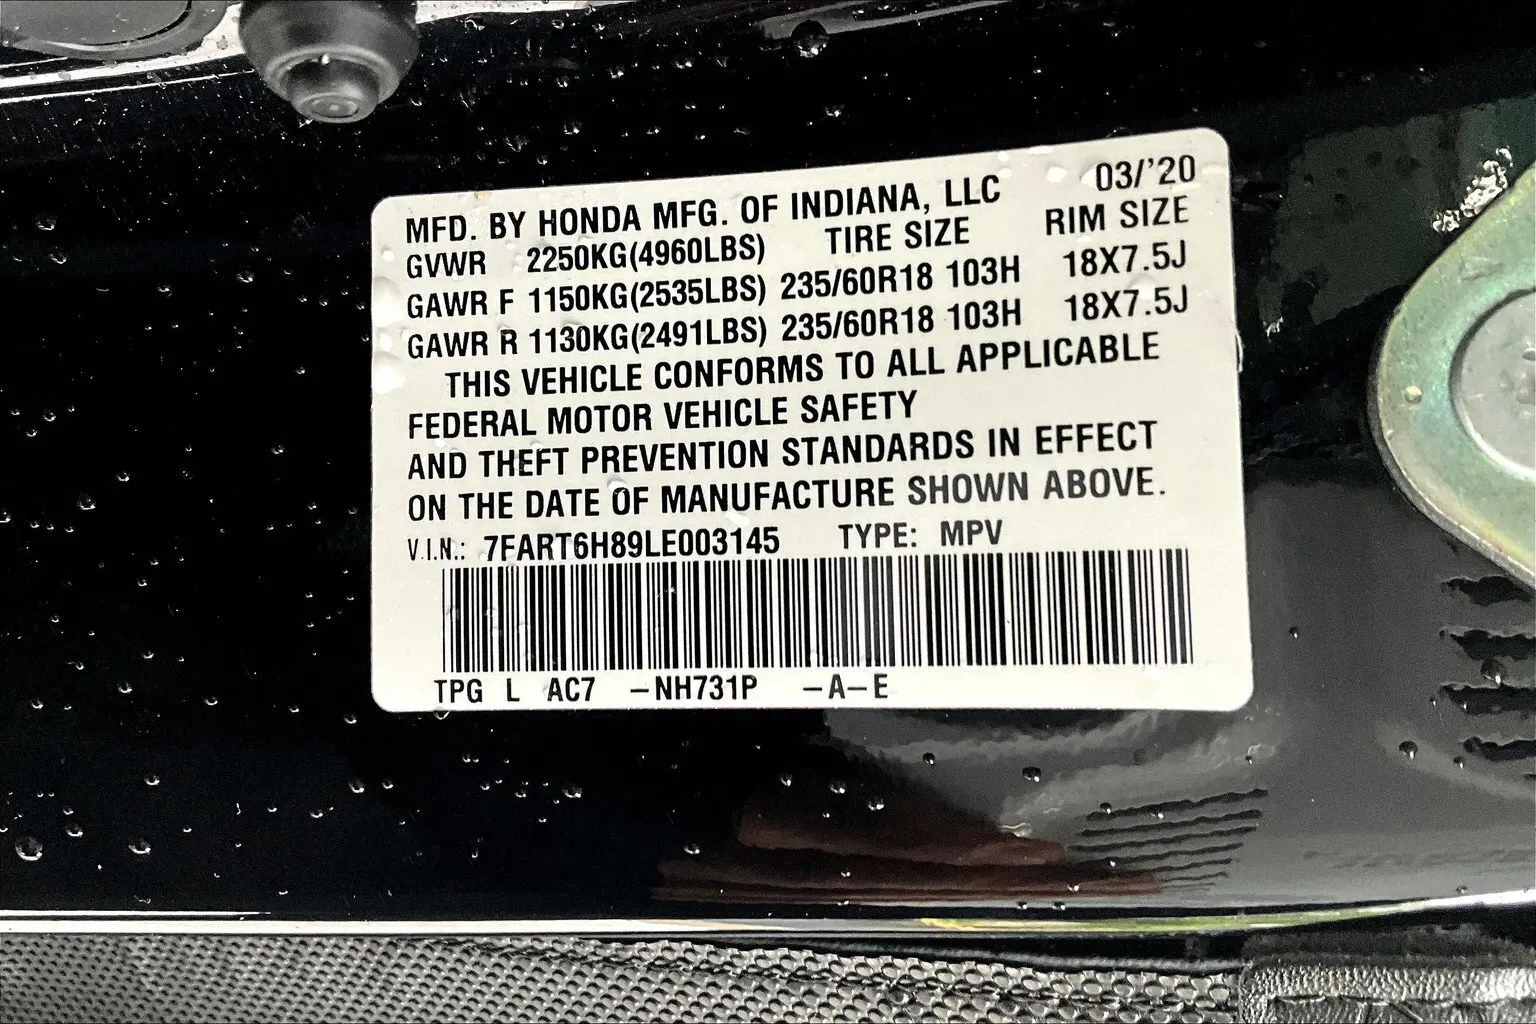 MFD. BY HONDA MFG. OF INDIANA, LLC 03/'20
GVWR 2250KG(4960LBS) TIRE SIZE RIM SIZE
GAWR F 1150KG(2535LBS) 235/60R18 103H 18X7.5J
GAWR R 1130KG(2491LBS) 235/60R18 103H 18X7.5J
THIS VEHICLE CONFORMS TO ALL APPLICABLE
FEDERAL MOTOR VEHICLE SAFETY
AND THEFT PREVENTION STANDARDS IN EFFECT
ON THE DATE OF MANUFACTURE SHOWN ABOVE.
V.I.N.: 7FART6H89LE003145 TYPE: MPV
TPG L AC7 -NH731P -A-E